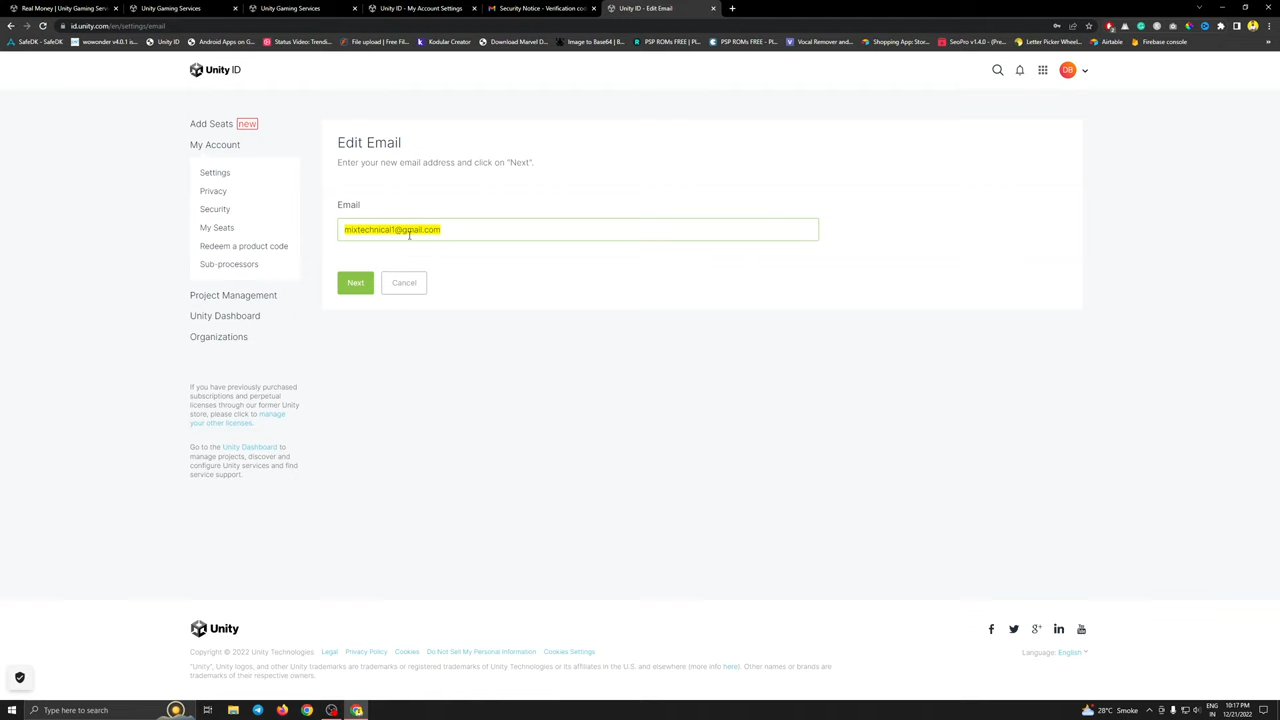 Real Money | Unity Gaming Serv
Unity Gaming Services
Unity Gaming Services
Unity ID - My Account Settings
Security Notice - Verification cod
Unity ID - Edit Email
id.unity.com/en/settings/email
SafeDK - SafeDK
wowonder v4.0.1 is...
Unity ID
Android Apps on G...
Status Video: Trendi...
File upload | Free Fil...
Kodular Creator
Download Marvel D...
Image to Base64 | B...
PSP ROMs FREE | Pl...
PSP ROMs FREE - Pl...
Vocal Remover and...
Shopping App: Stor...
SeoPro v1.4.0 - (Pre...
Letter Picker Wheel...
Airtable
Firebase console
Unity ID
DB
Add Seats new
My Account
Settings
Privacy
Security
My Seats
Redeem a product code
Sub-processors
Project Management
Unity Dashboard
Organizations
If you have previously purchased
subscriptions and perpetual
licenses through our former Unity
store, please click to manage
your other licenses.
Go to the Unity Dashboard to
manage projects, discover and
configure Unity services and find
service support.
Edit Email
Enter your new email address and click on "Next".
Email
mixtechnical1@gmail.com
Next
Cancel
Unity
Copyright © 2022 Unity Technologies Legal Privacy Policy Cookies Do Not Sell My Personal Information Cookies Settings
Language: English
"Unity", Unity logos, and other Unity trademarks are trademarks or registered trademarks of Unity Technologies or its affiliates in the U.S. and elsewhere (more info here). Other names or brands are
trademarks of their respective owners.
Type here to search
28°C Smoke
ENG
IN
10:17 PM
12/21/2022